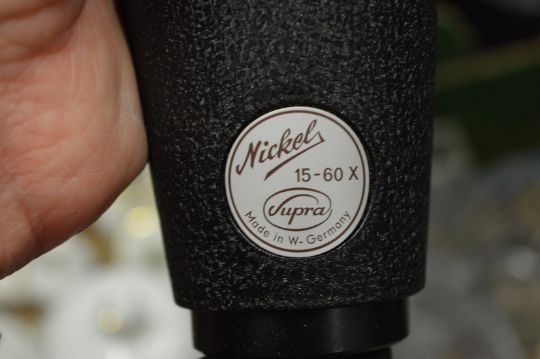 Nickel
15-60 X
Supra
Made in W-Germany